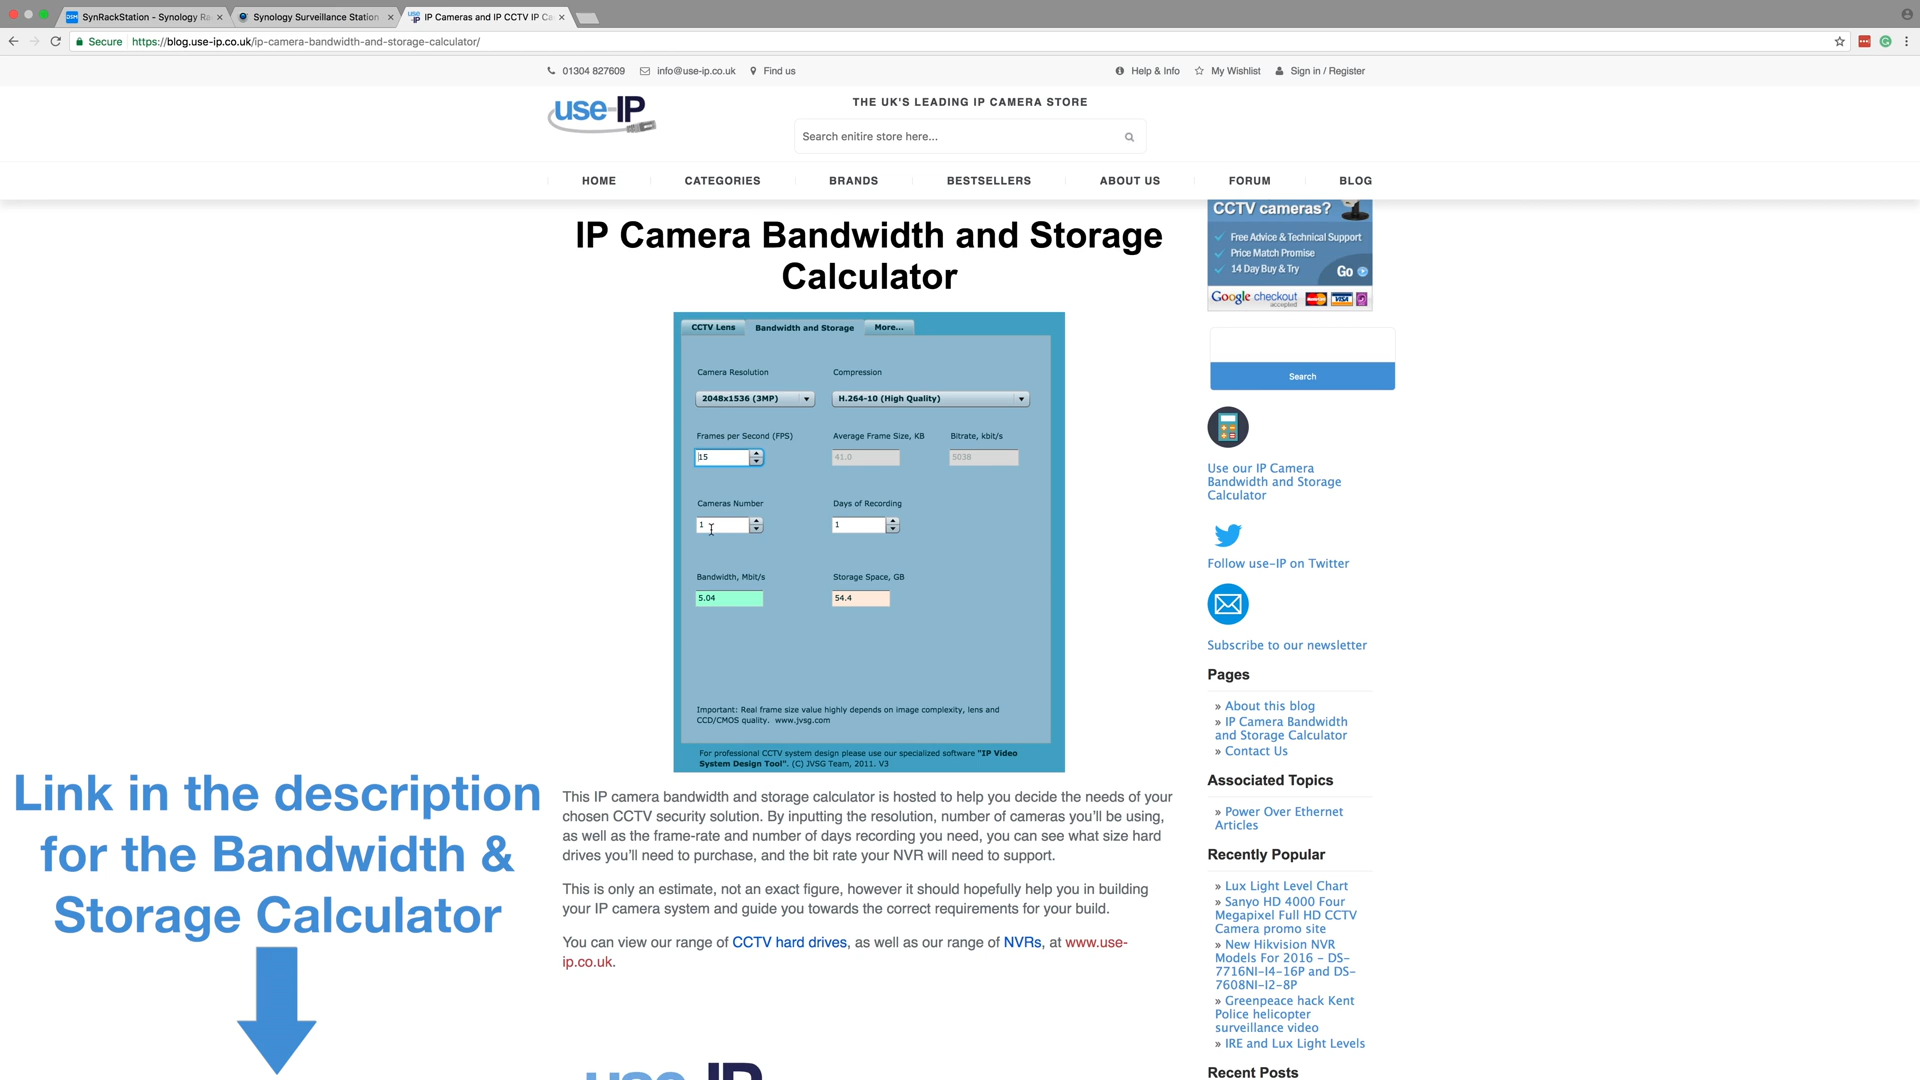 SynRackStation - Synology Ra
Synology Surveillance Station
IP Cameras and IP CCTV IP Ca
Secure
https://blog.use-ip.co.uk/ip-camera-bandwidth-and-storage-calculator/
01304 827609
info@use-ip.co.uk
Find us
Help & Info
My Wishlist
Sign in / Register
use-IP
THE UK'S LEADING IP CAMERA STORE
Search entire store here...
HOME
CATEGORIES
BRANDS
BESTSELLERS
ABOUT US
FORUM
BLOG
IP Camera Bandwidth and Storage
Calculator
CCTV Lens
Bandwidth and Storage
More...
Camera Resolution
Compression
2048x1536 (3MP)
H.264-10 (High Quality)
Frames per Second (FPS)
Average Frame Size, KB
Bitrate, kbit/s
15
41.0
5038
Cameras Number
Days of Recording
1
1
Bandwidth, Mbit/s
Storage Space, GB
5.04
54.4
Important: Real frame size value highly depends on image complexity, lens and
CCD/CMOS quality. www.jvsg.com
For professional CCTV system design please use our specialized software "IP Video
System Design Tool". (C) JVSG Team, 2011. V3
This IP camera bandwidth and storage calculator is hosted to help you decide the needs of your
chosen CCTV security solution. By inputting the resolution, number of cameras you'll be using,
as well as the frame-rate and number of days recording you need, you can see what size hard
drives you'll need to purchase, and the bit rate your NVR will need to support.
This is only an estimate, not an exact figure, however it should hopefully help you in building
your IP camera system and guide you towards the correct requirements for your build.
You can view our range of CCTV hard drives, as well as our range of NVRs, at www.use-
ip.co.uk.
use-IP
Link in the description
for the Bandwidth &
Storage Calculator
CCTV cameras?
Free Advice & Technical Support
Price Match Promise
14 Day Buy & Try
Go
Google checkout
accepted
VISA
Search
Use our IP Camera
Bandwidth and Storage
Calculator
Follow use-IP on Twitter
Subscribe to our newsletter
Pages
» About this blog
» IP Camera Bandwidth
and Storage Calculator
» Contact Us
Associated Topics
» Power Over Ethernet
Articles
Recently Popular
» Lux Light Level Chart
» Sanyo HD 4000 Four
Megapixel Full HD CCTV
Camera promo site
» New Hikvision NVR
Models For 2016 – DS-
7716NI-I4-16P and DS-
7608NI-I2-8P
» Greenpeace hack Kent
Police helicopter
surveillance video
» IRE and Lux Light Levels
Recent Posts